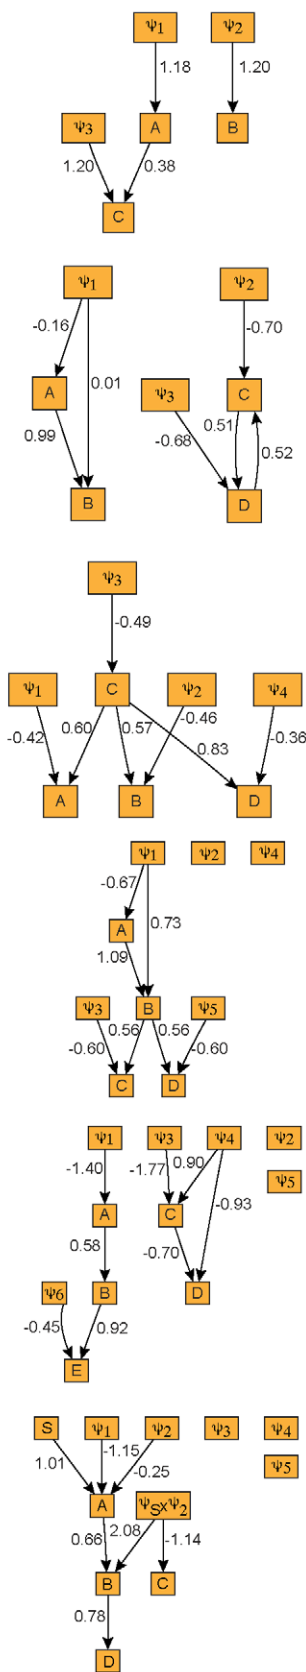 ψ1 ψ2
1.18 1.20
ψ3 A B
1.20 0.38
C
ψ1 ψ2
-0.16 -0.70
A 0.01 ψ3 C
0.99 -0.68 0.51 0.52
B D
ψ3
-0.49
ψ1 C ψ2 ψ4
-0.42 0.60 0.57 -0.46 0.83 -0.36
A B D
ψ1 ψ2 ψ4
-0.67 0.73
A
1.09
ψ3 B ψ5
-0.60 0.56 0.56 -0.60
C D
ψ1 ψ3 ψ4 ψ2
-1.40 -1.77 0.90 ψ5
A C -0.93
0.58 -0.70
ψ6 B D
-0.45 0.92
E
S ψ1 ψ2 ψ3 ψ4
1.01 -1.15 -0.25 ψ5
A ψSxψ2
0.66 2.08 -1.14
B C
0.78
D